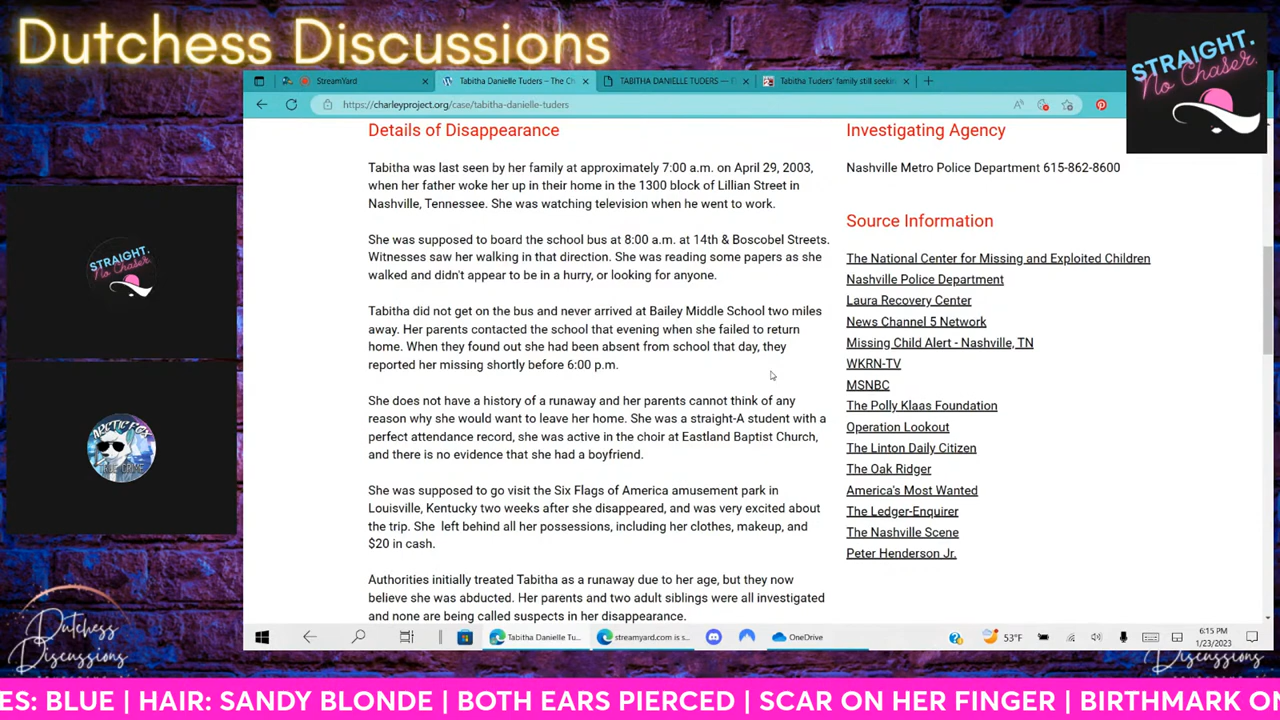 Dutchess Discussions
STRAIGHT.
No Chaser.
StreamYard
Tabitha Danielle Tuders – The Ch
TABITHA DANIELLE TUDERS —
Tabitha Tuders' family still seekin
https://charleyproject.org/case/tabitha-danielle-tuders
Details of Disappearance
Tabitha was last seen by her family at approximately 7:00 a.m. on April 29, 2003,
when her father woke her up in their home in the 1300 block of Lillian Street in
Nashville, Tennessee. She was watching television when he went to work.
She was supposed to board the school bus at 8:00 a.m. at 14th & Boscobel Streets.
Witnesses saw her walking in that direction. She was reading some papers as she
walked and didn't appear to be in a hurry, or looking for anyone.
Tabitha did not get on the bus and never arrived at Bailey Middle School two miles
away. Her parents contacted the school that evening when she failed to return
home. When they found out she had been absent from school that day, they
reported her missing shortly before 6:00 p.m.
She does not have a history of a runaway and her parents cannot think of any
reason why she would want to leave her home. She was a straight-A student with a
perfect attendance record, she was active in the choir at Eastland Baptist Church,
and there is no evidence that she had a boyfriend.
She was supposed to go visit the Six Flags of America amusement park in
Louisville, Kentucky two weeks after she disappeared, and was very excited about
the trip. She left behind all her possessions, including her clothes, makeup, and
$20 in cash.
Authorities initially treated Tabitha as a runaway due to her age, but they now
believe she was abducted. Her parents and two adult siblings were all investigated
and none are being called suspects in her disappearance.
Investigating Agency
Nashville Metro Police Department 615-862-8600
Source Information
The National Center for Missing and Exploited Children
Nashville Police Department
Laura Recovery Center
News Channel 5 Network
Missing Child Alert - Nashville, TN
WKRN-TV
MSNBC
The Polly Klaas Foundation
Operation Lookout
The Linton Daily Citizen
The Oak Ridger
America's Most Wanted
The Ledger-Enquirer
The Nashville Scene
Peter Henderson Jr.
STRAIGHT.
No Chaser.
ARCTIC FOX
TRUE CRIME
Tabitha Danielle Tu...
streamyard.com is s...
OneDrive
53°F
6:15 PM
1/23/2023
Dutchess
Discussions
Discussions
ES: BLUE | HAIR: SANDY BLONDE | BOTH EARS PIERCED | SCAR ON HER FINGER | BIRTHMARK ON